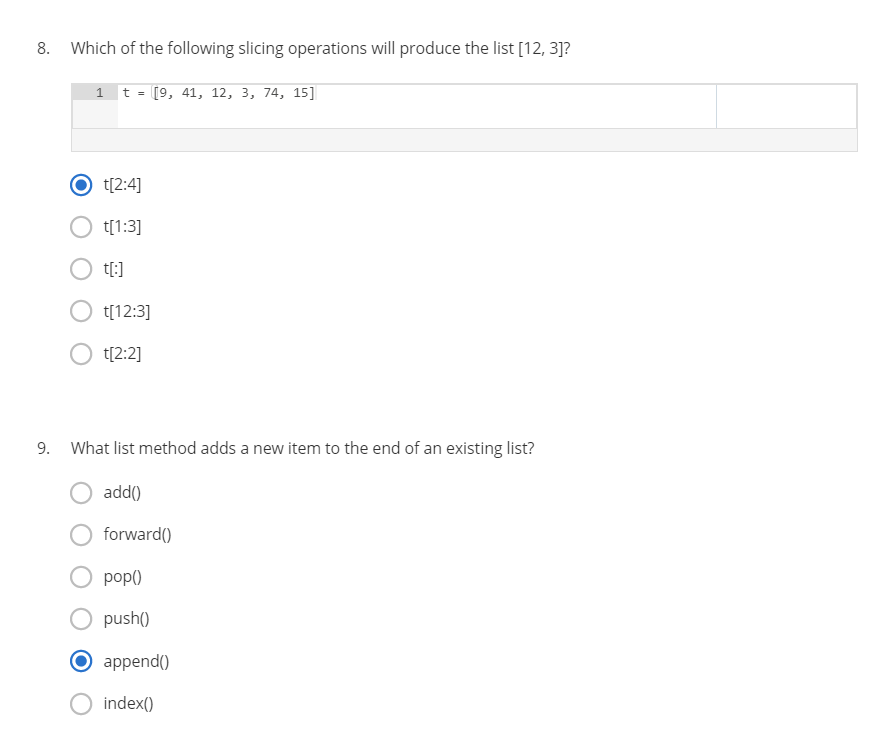 8. Which of the following slicing operations will produce the list [12, 3]?
1 t = [9, 41, 12, 3, 74, 15]
t[2:4]
t[1:3]
t[:]
t[12:3]
t[2:2]
9. What list method adds a new item to the end of an existing list?
add()
forward()
pop()
push()
append()
index()